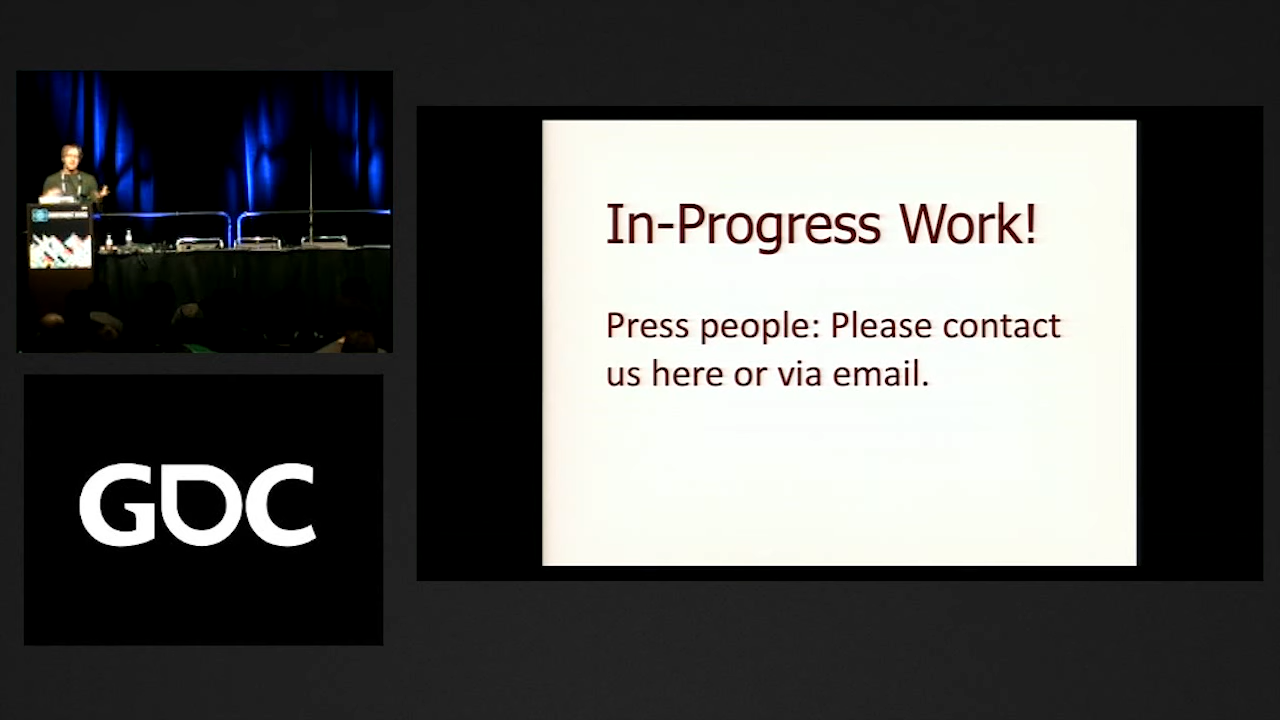 In-Progress Work!
Press people: Please contact
us here or via email.
GDC